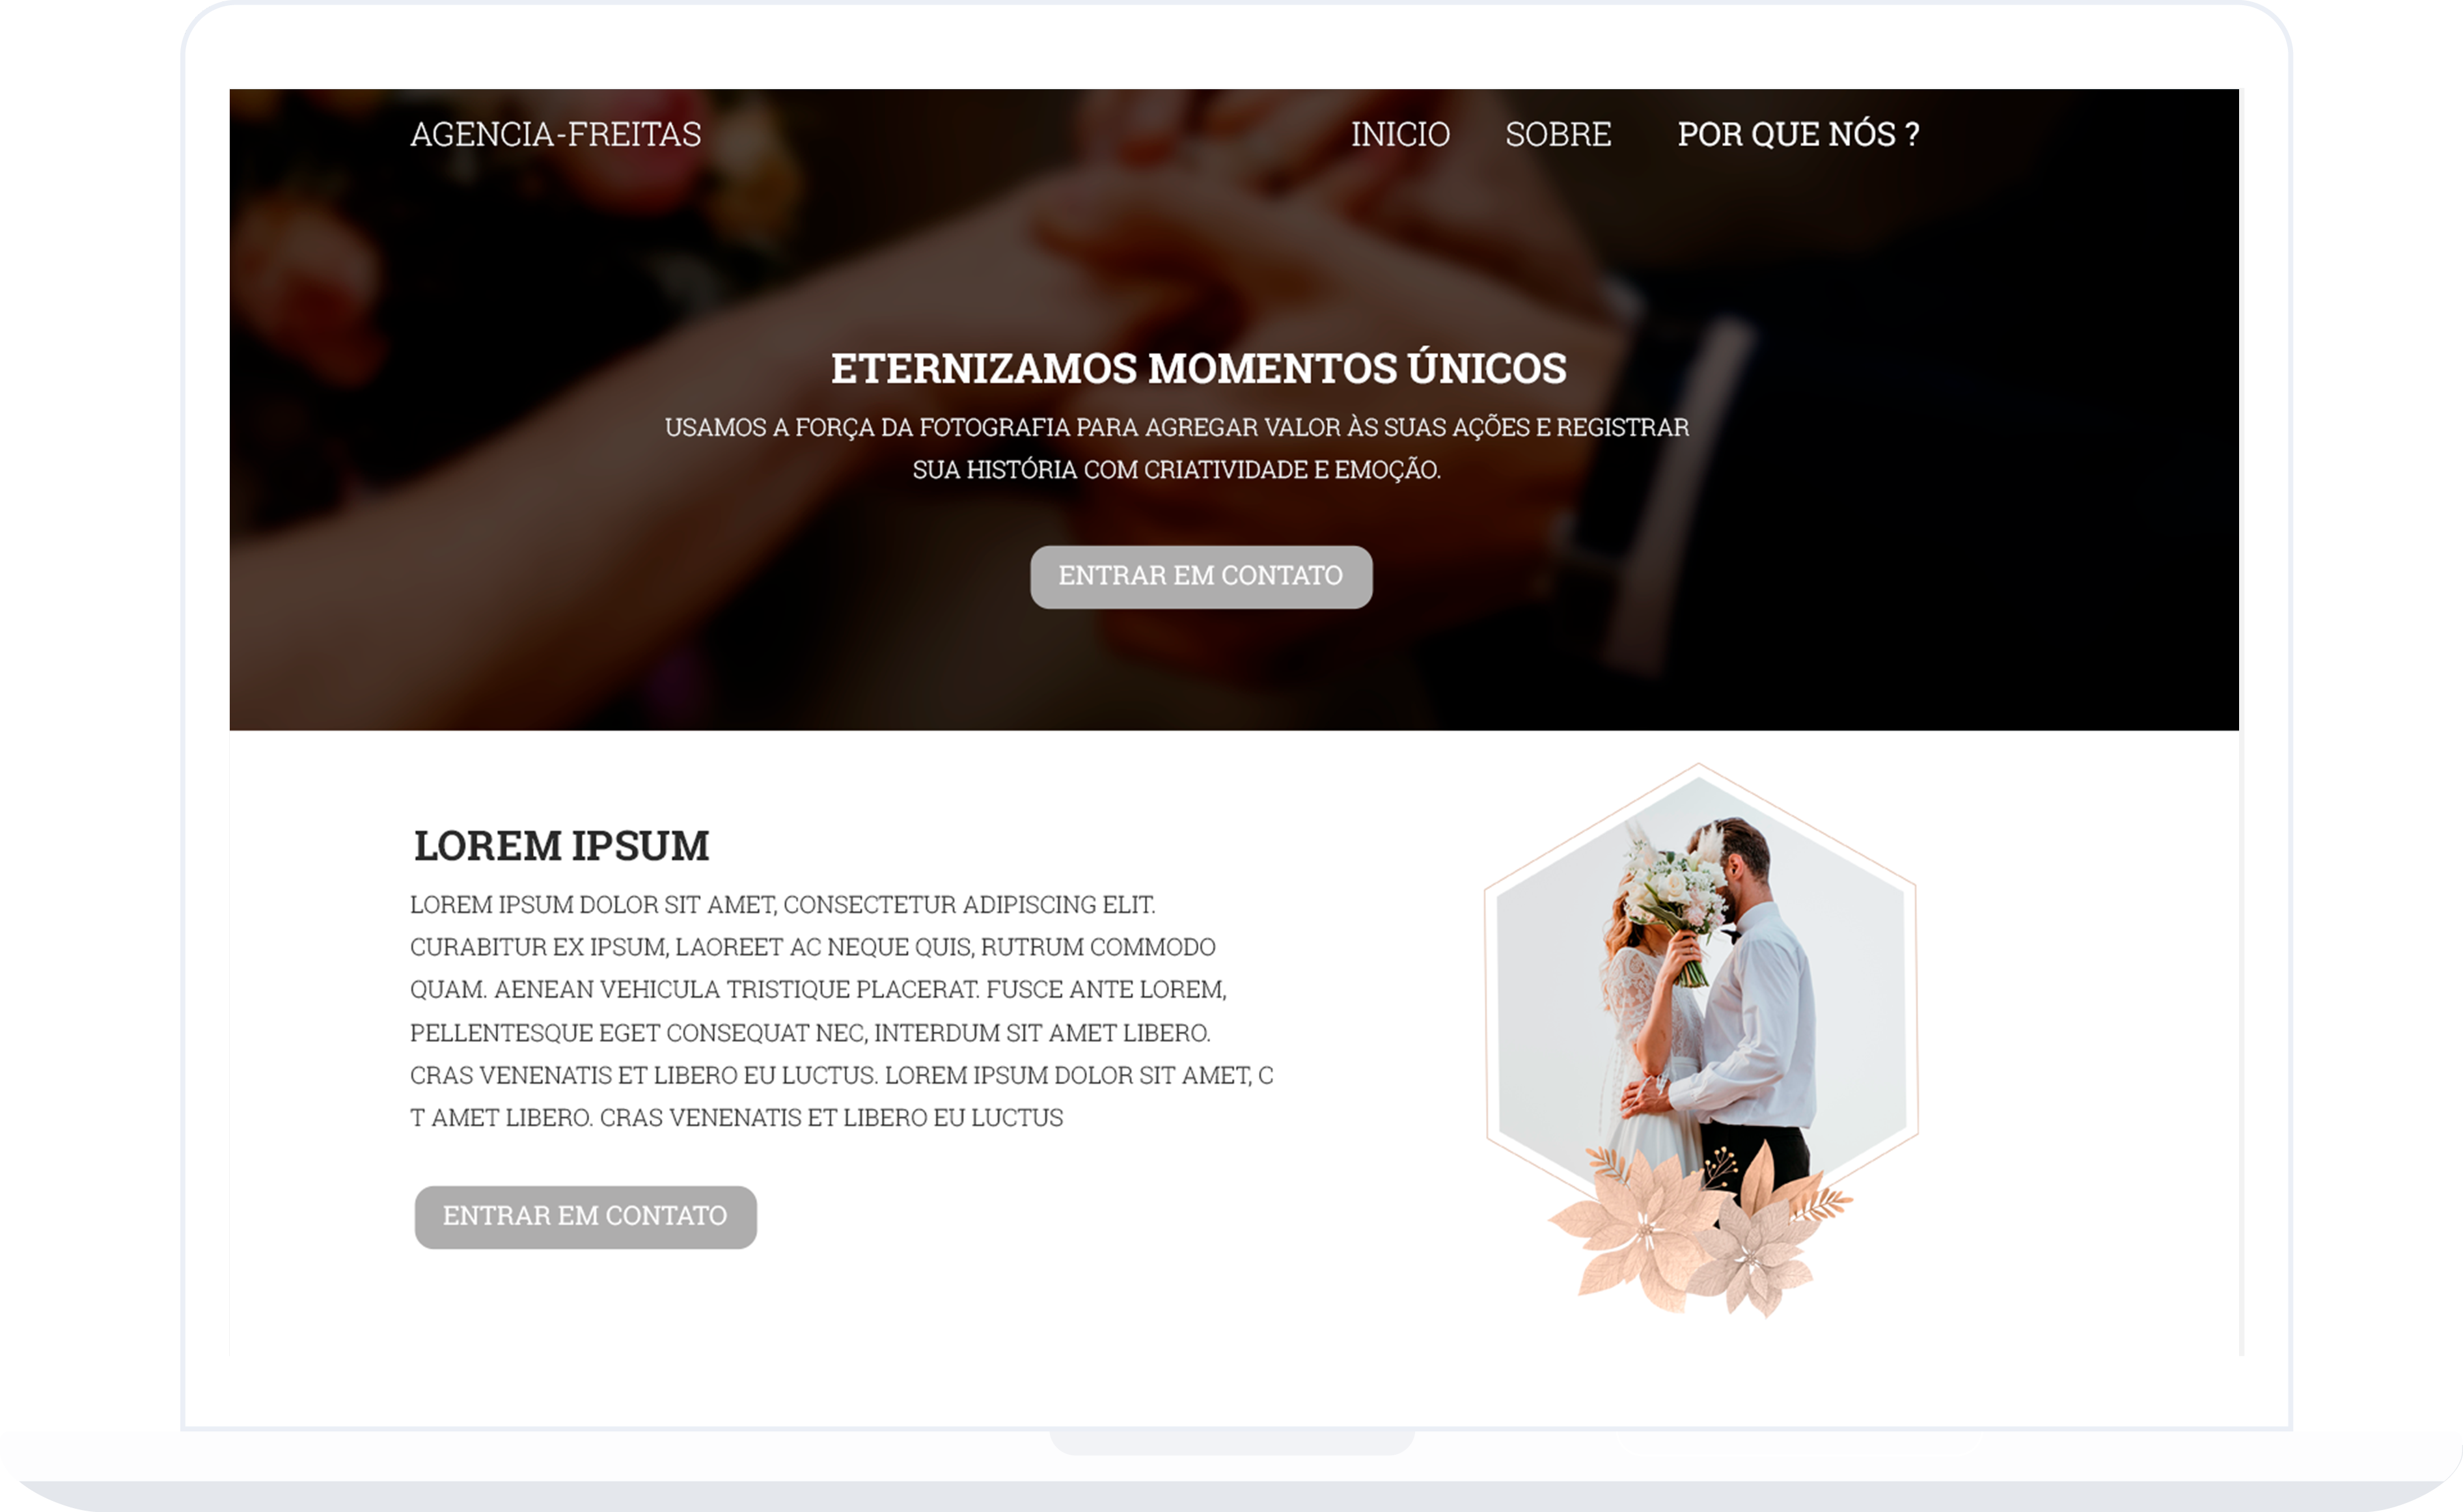 AGENCIA-FREITAS
INICIO SOBRE POR QUE NÓS ?
ETERNIZAMOS MOMENTOS ÚNICOS
USAMOS A FORÇA DA FOTOGRAFIA PARA AGREGAR VALOR ÀS SUAS AÇÕES E REGISTRAR
SUA HISTÓRIA COM CRIATIVIDADE E EMOÇÃO.
ENTRAR EM CONTATO
LOREM IPSUM
LOREM IPSUM DOLOR SIT AMET, CONSECTETUR ADIPISCING ELIT.
CURABITUR EX IPSUM, LAOREET AC NEQUE QUIS, RUTRUM COMMODO
QUAM. AENEAN VEHICULA TRISTIQUE PLACERAT. FUSCE ANTE LOREM,
PELLENTESQUE EGET CONSEQUAT NEC, INTERDUM SIT AMET LIBERO.
CRAS VENENATIS ET LIBERO EU LUCTUS. LOREM IPSUM DOLOR SIT AMET, C
T AMET LIBERO. CRAS VENENATIS ET LIBERO EU LUCTUS
ENTRAR EM CONTATO